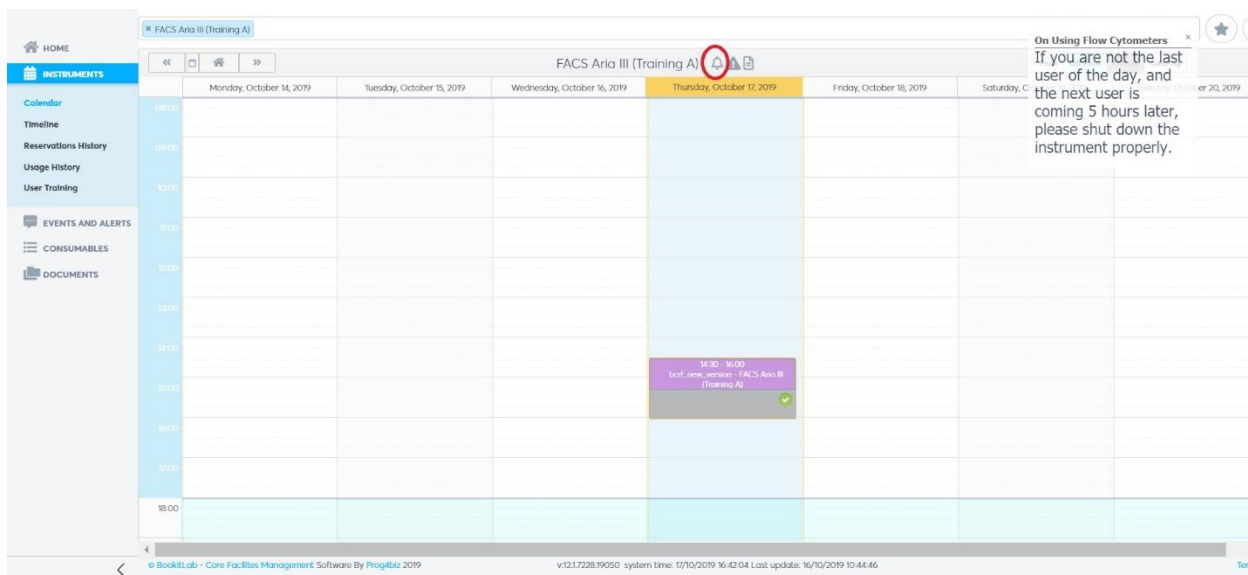 × FACS Aria III (Training A)
HOME
INSTRUMENTS
Calendar
Timeline
Reservations History
Usage History
User Training
EVENTS AND ALERTS
CONSUMABLES
DOCUMENTS
FACS Aria III (Training A)
On Using Flow Cytometers ×
If you are not the last
user of the day, and
the next user is
coming 5 hours later,
please shut down the
instrument properly.
Monday, October 14, 2019
Tuesday, October 15, 2019
Wednesday, October 16, 2019
Thursday, October 17, 2019
Friday, October 18, 2019
Saturday,
er 20, 2019
08:00
09:00
10:00
11:00
12:00
13:00
14:00
15:00
16:00
17:00
18:00
14:30 - 16:00
bcrf_new_version - FACS Aria III
(Training A)
© BookitLab - Core Facilites Management Software By Prog4biz 2019
v:12.1.7228.19050 system time: 17/10/2019 16:42:04 Last update: 16/10/2019 10:44:46